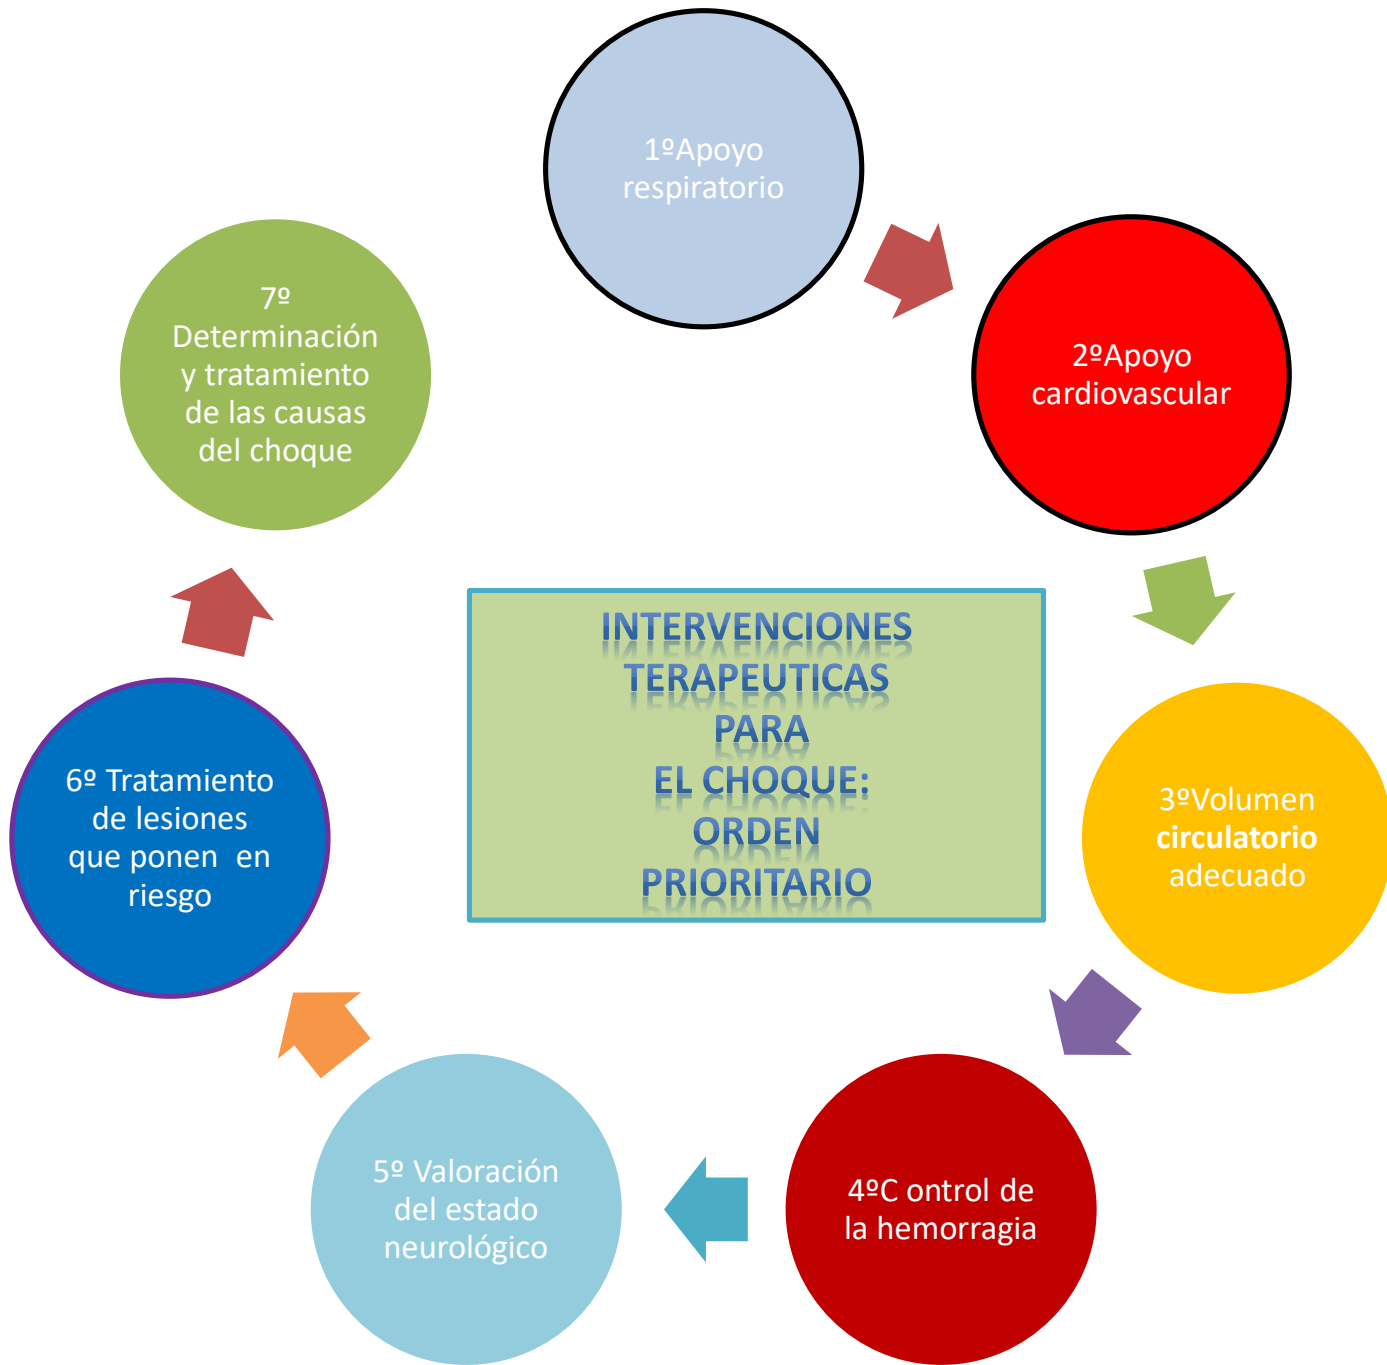 1ºApoyo
respiratorio
2ºApoyo
cardiovascular
3ºVolumen
circulatorio
adecuado
4ºC ontrol de
la hemorragia
5º Valoración
del estado
neurológico
6º Tratamiento
de lesiones
que ponen  en
riesgo
7º
Determinación
y tratamiento
de las causas
del choque
INTERVENCIONES
TERAPEUTICAS
PARA
EL CHOQUE:
ORDEN
PRIORITARIO